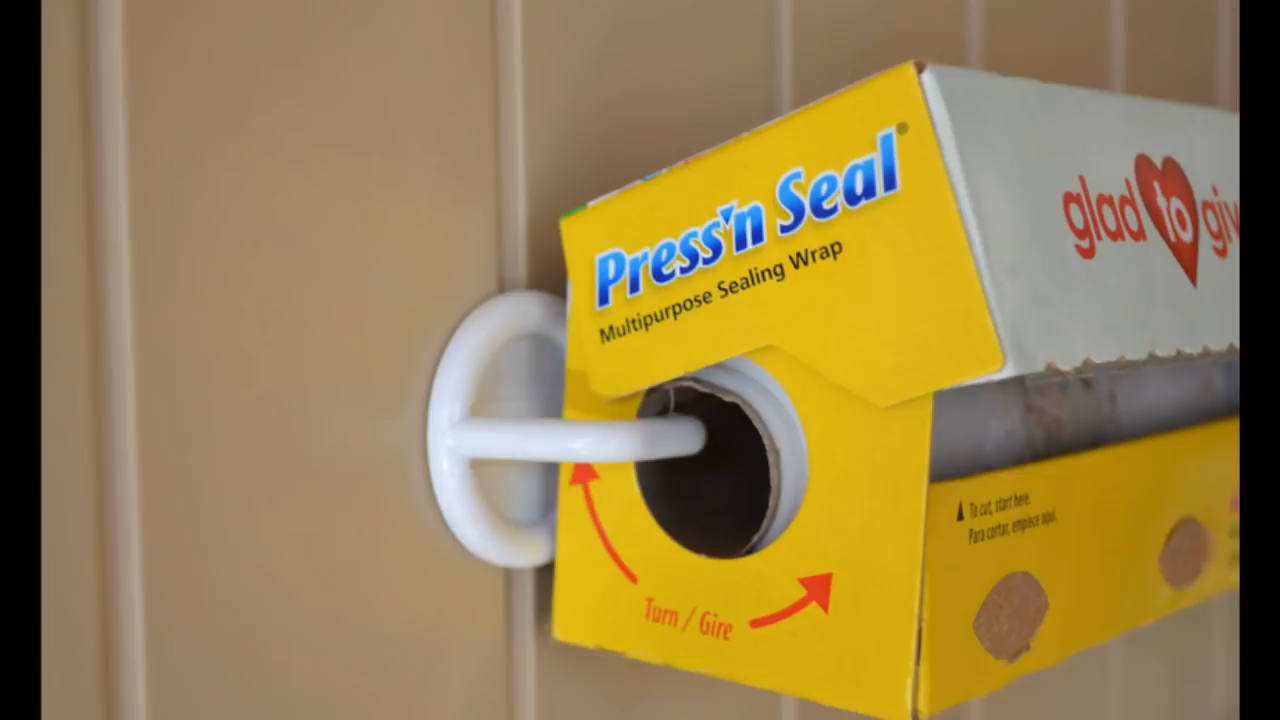 Press'n Seal®
Multipurpose Sealing Wrap
glad to giv
To cut, start here.
Para cortar, empiece aquí.
Turn / Gire